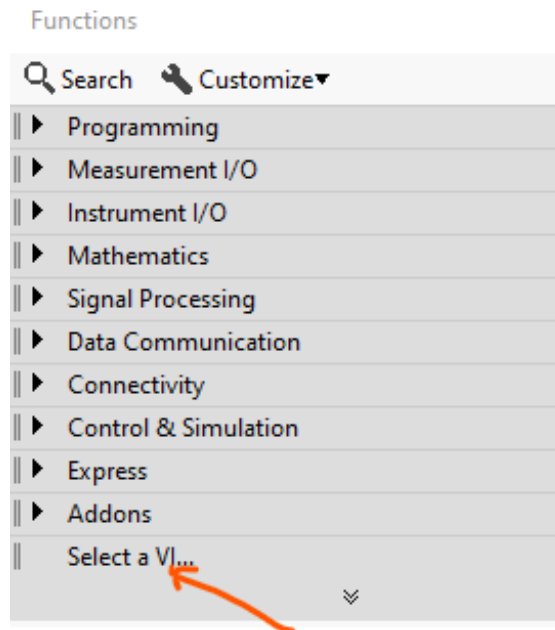 Functions
Search Customize▼
Programming
Measurement I/O
Instrument I/O
Mathematics
Signal Processing
Data Communication
Connectivity
Control & Simulation
Express
Addons
Select a VI...